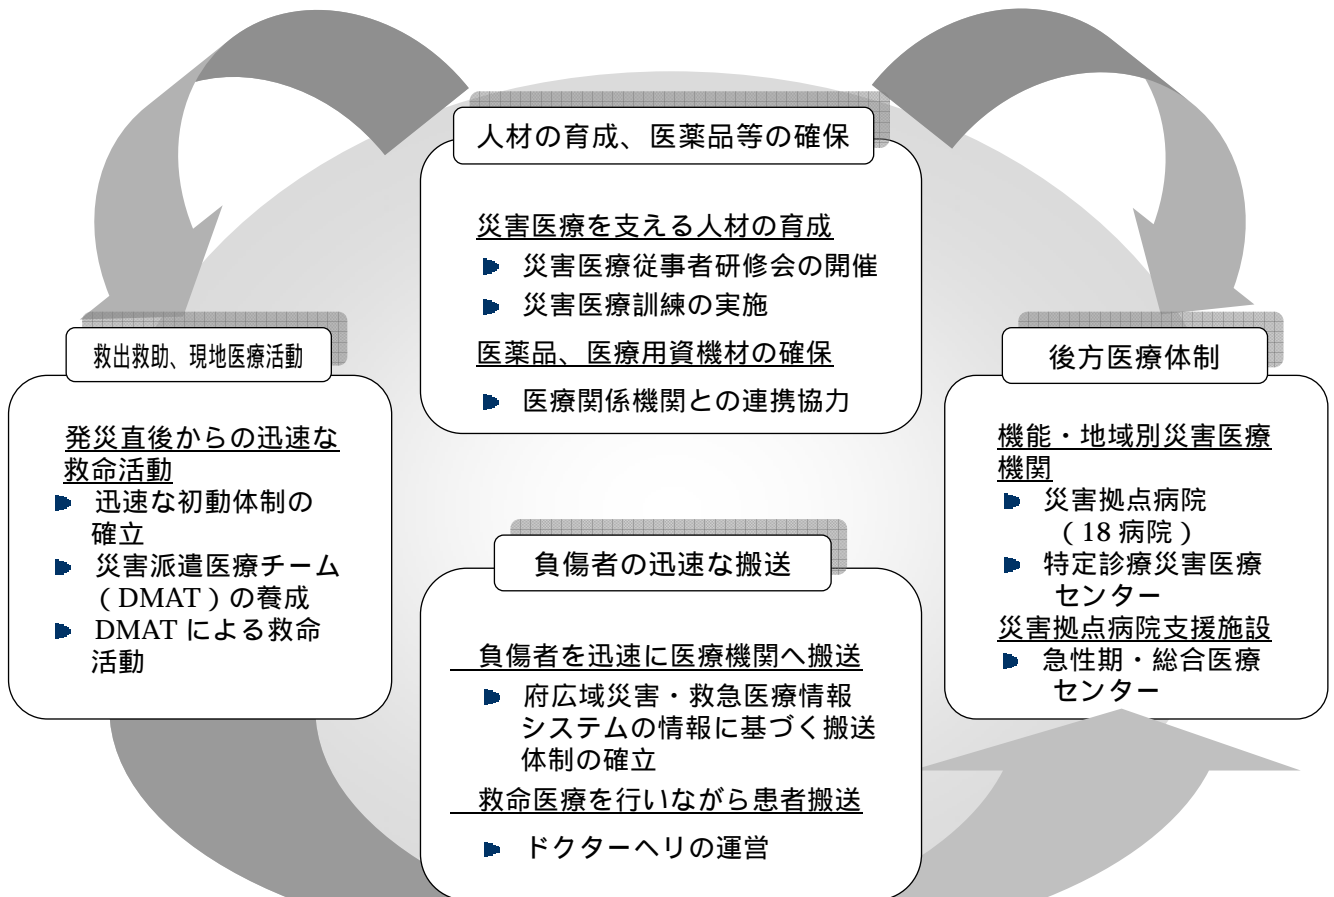 人材の育成、医薬品等の確保
災害医療を支える人材の育成
災害医療従事者研修会の開催
災害医療訓練の実施
医薬品、医療用資機材の確保
医療関係機関との連携協力
救出救助、現地医療活動
発災直後からの迅速な
救命活動
迅速な初動体制の
確立
災害派遣医療チーム
(DMAT)の養成
DMAT による救命
活動
負傷者の迅速な搬送
負傷者を迅速に医療機関へ搬送
府広域災害・救急医療情報
システムの情報に基づく搬送
体制の確立
救命医療を行いながら患者搬送
ドクターヘリの運営
後方医療体制
機能・地域別災害医療
機関
災害拠点病院
(18 病院)
特定診療災害医療
センター
災害拠点病院支援施設
急性期・総合医療
センター